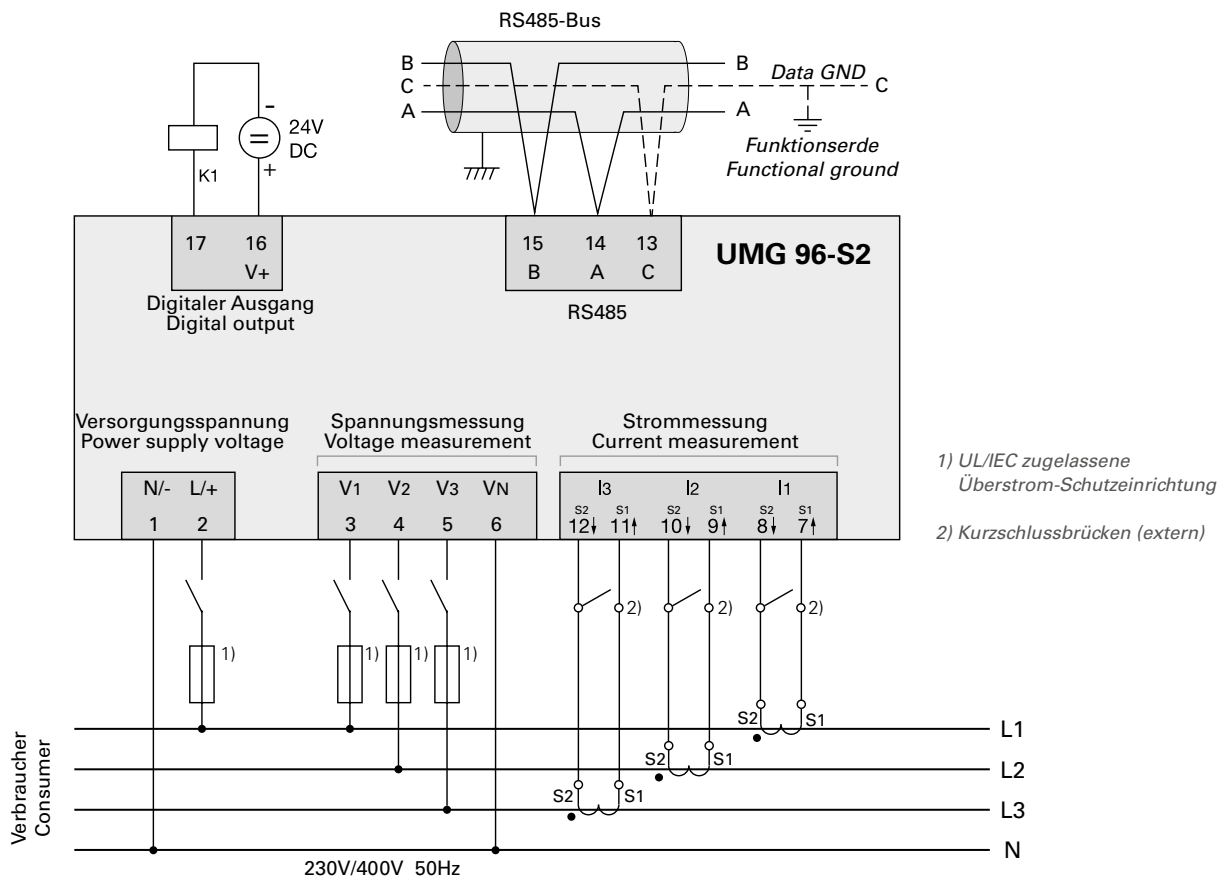 RS485-Bus
B
C
A
B
Data GND
C
A
Funktionserde
Functional ground
-
24V
DC
+
K1
17
16
V+
Digitaler Ausgang
Digital output
15
14
13
B
A
C
RS485
UMG 96-S2
Versorgungsspannung
Power supply voltage
Spannungsmessung
Voltage measurement
Strommessung
Current measurement
N/- L/+
1 2
V1 V2 V3 VN
3 4 5 6
I3 I2 I1
S2 S1 S2 S1 S2 S1
12 11 10 9 8 7
1) UL/IEC zugelassene
Überstrom-Schutzeinrichtung
2) Kurzschlussbrücken (extern)
2) 2) 2)
1) 1) 1) 1)
S2 S1
L1
S2 S1
L2
S2 S1
L3
N
Verbraucher
Consumer
230V/400V 50Hz